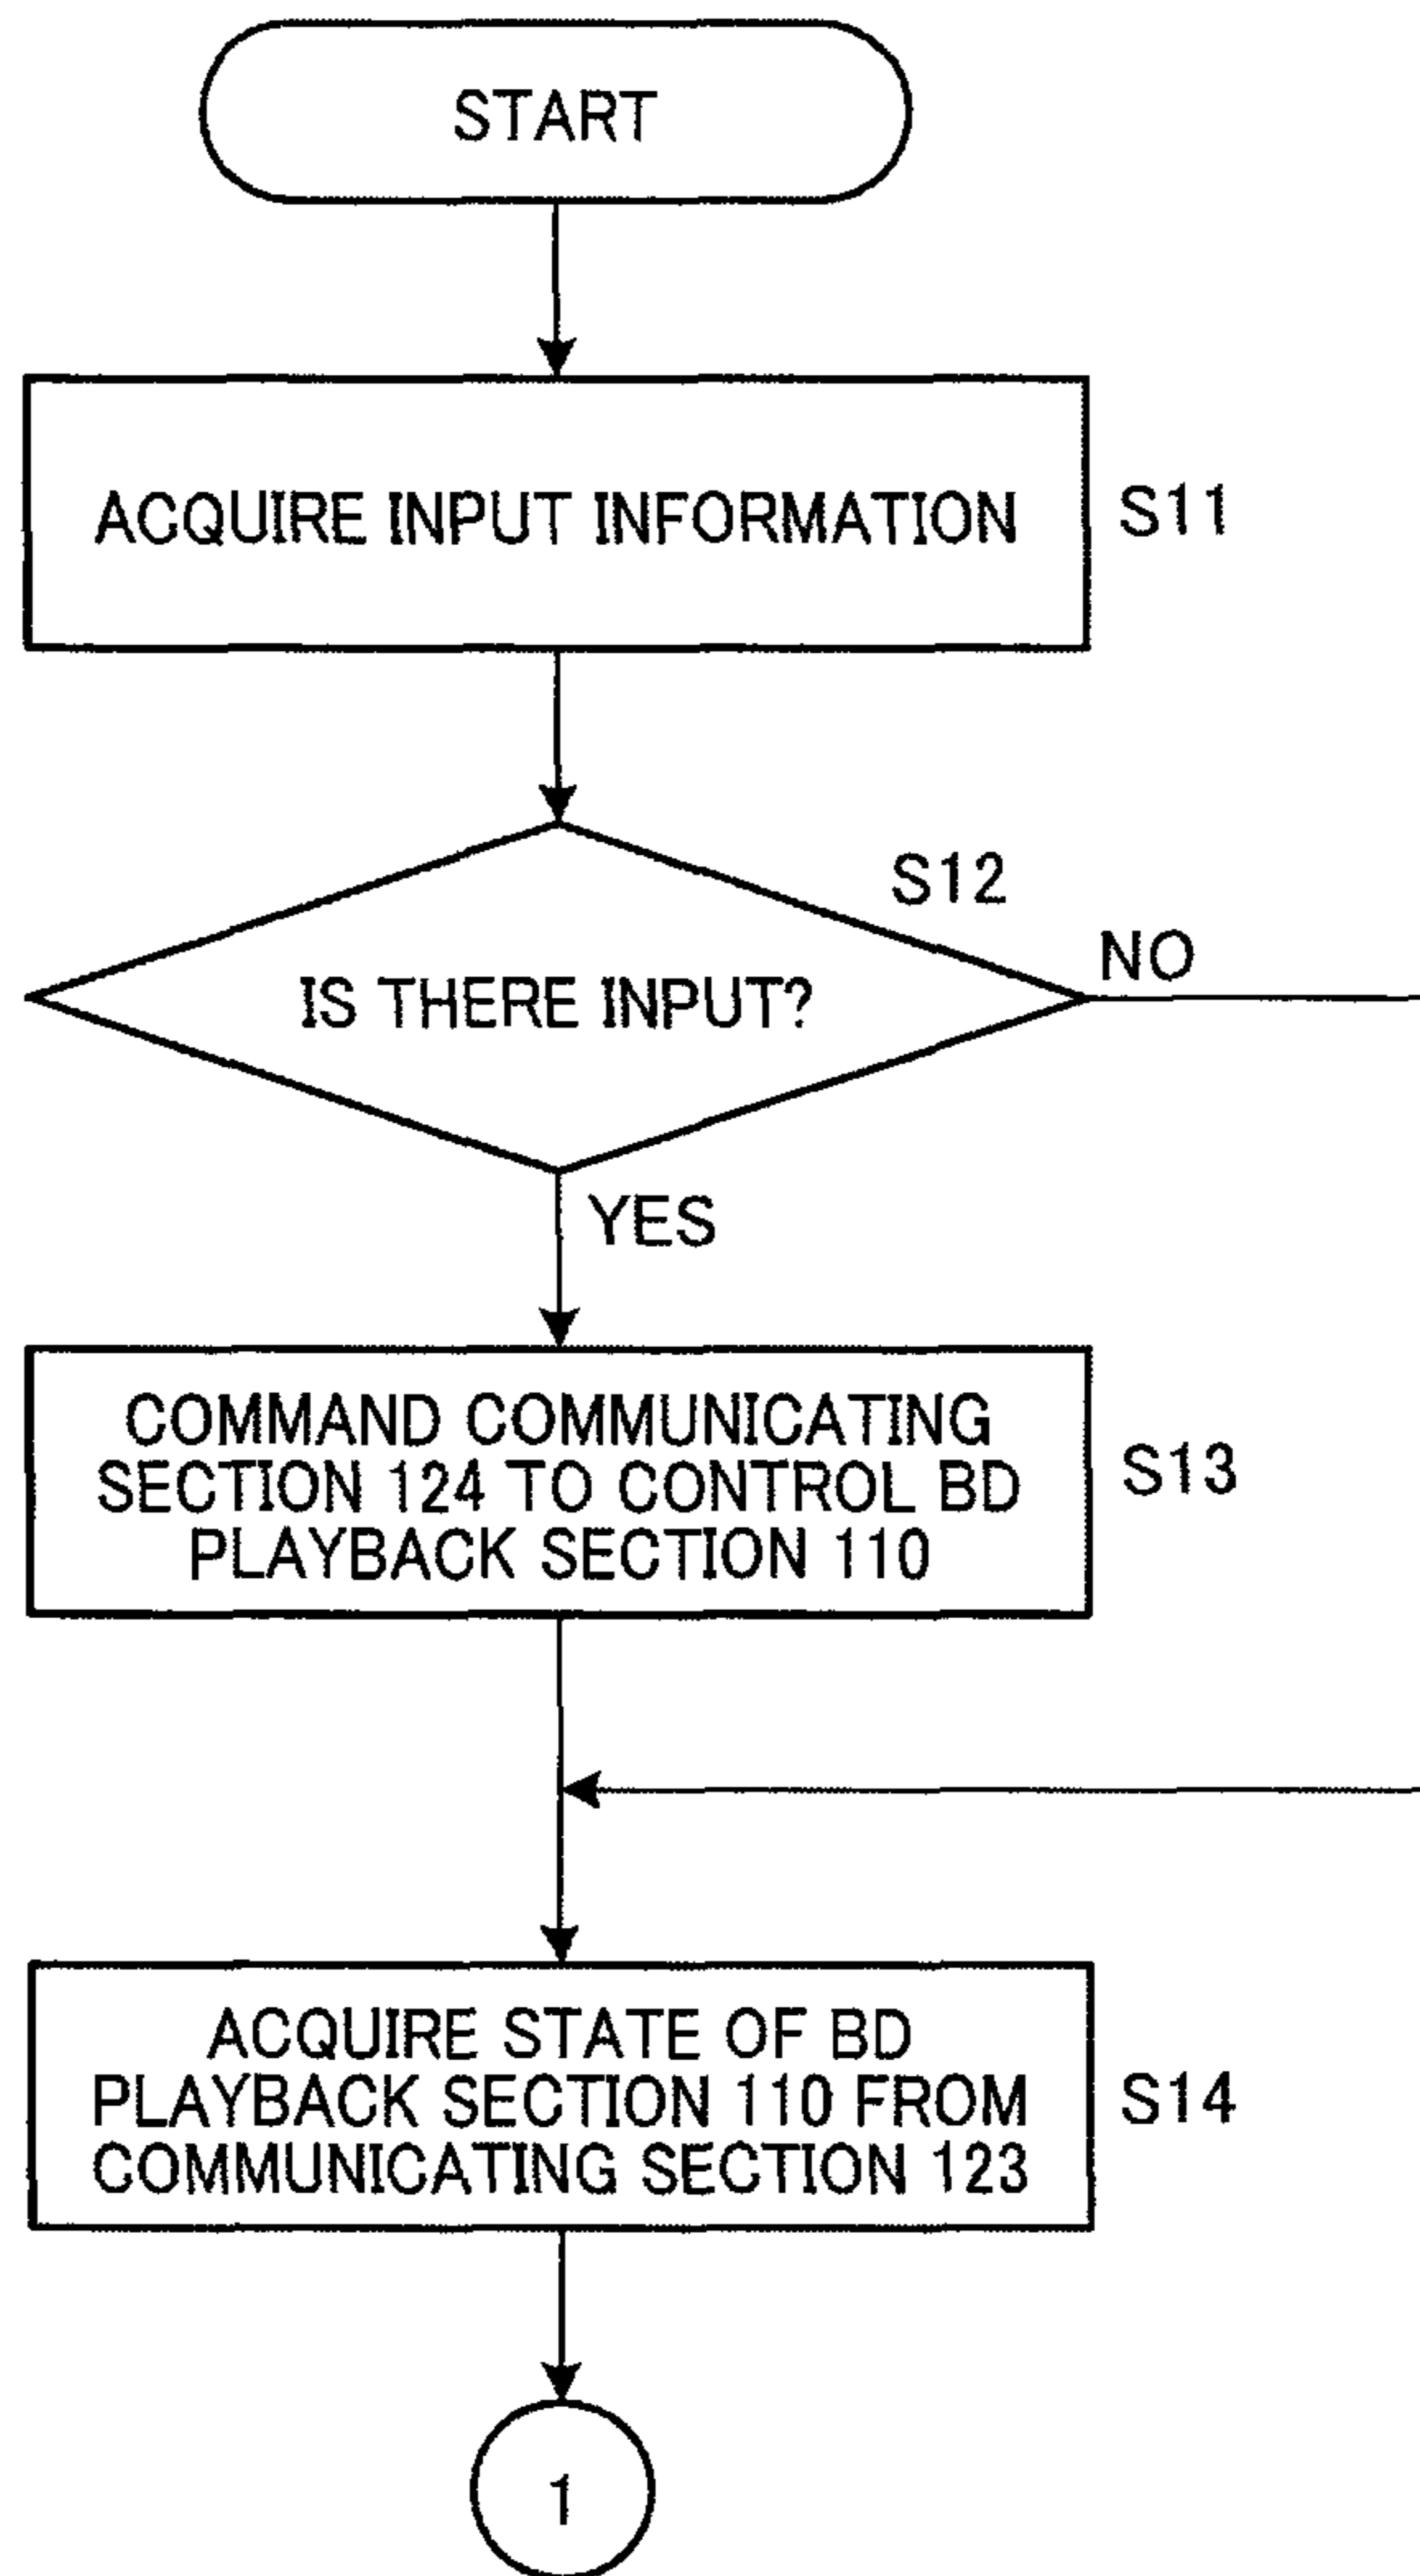 START
ACQUIRE INPUT INFORMATION
S11
S12
IS THERE INPUT?
NO
YES
COMMAND COMMUNICATING
SECTION 124 TO CONTROL BD
PLAYBACK SECTION 110
S13
ACQUIRE STATE OF BD
PLAYBACK SECTION 110 FROM
COMMUNICATING SECTION 123
S14
1